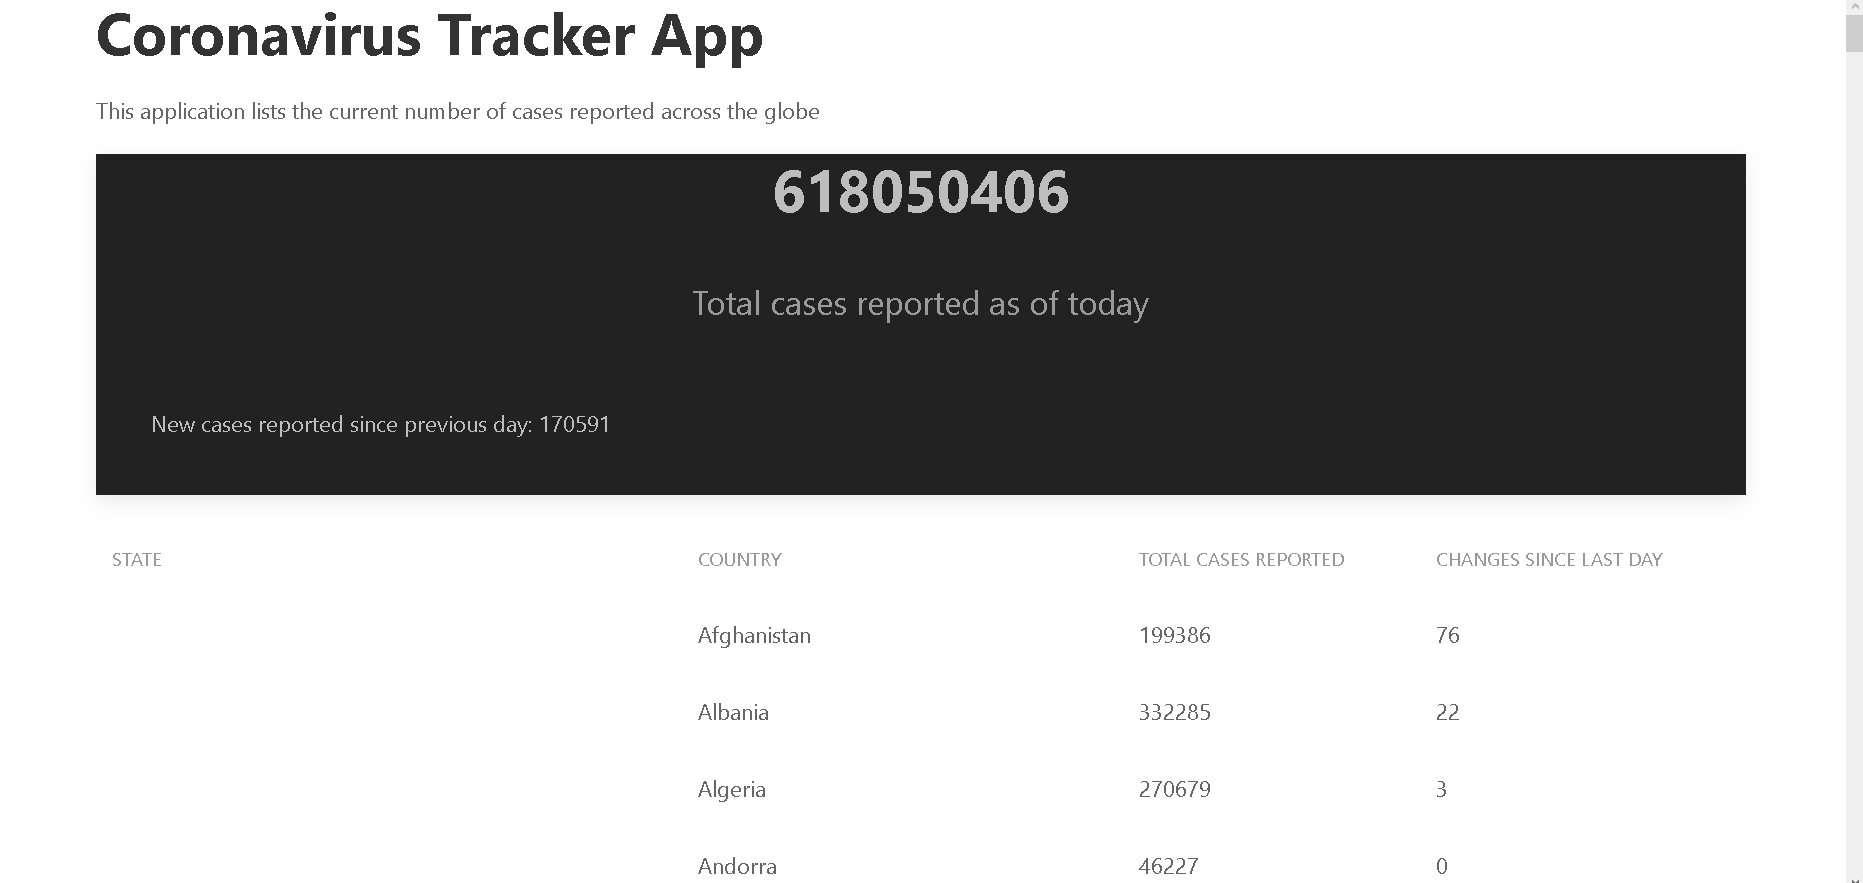 Coronavirus Tracker App
This application lists the current number of cases reported across the globe
618050406
Total cases reported as of today
New cases reported since previous day: 170591
STATE COUNTRY TOTAL CASES REPORTED CHANGES SINCE LAST DAY
Afghanistan 199386 76
Albania 332285 22
Algeria 270679 3
Andorra 46227 0